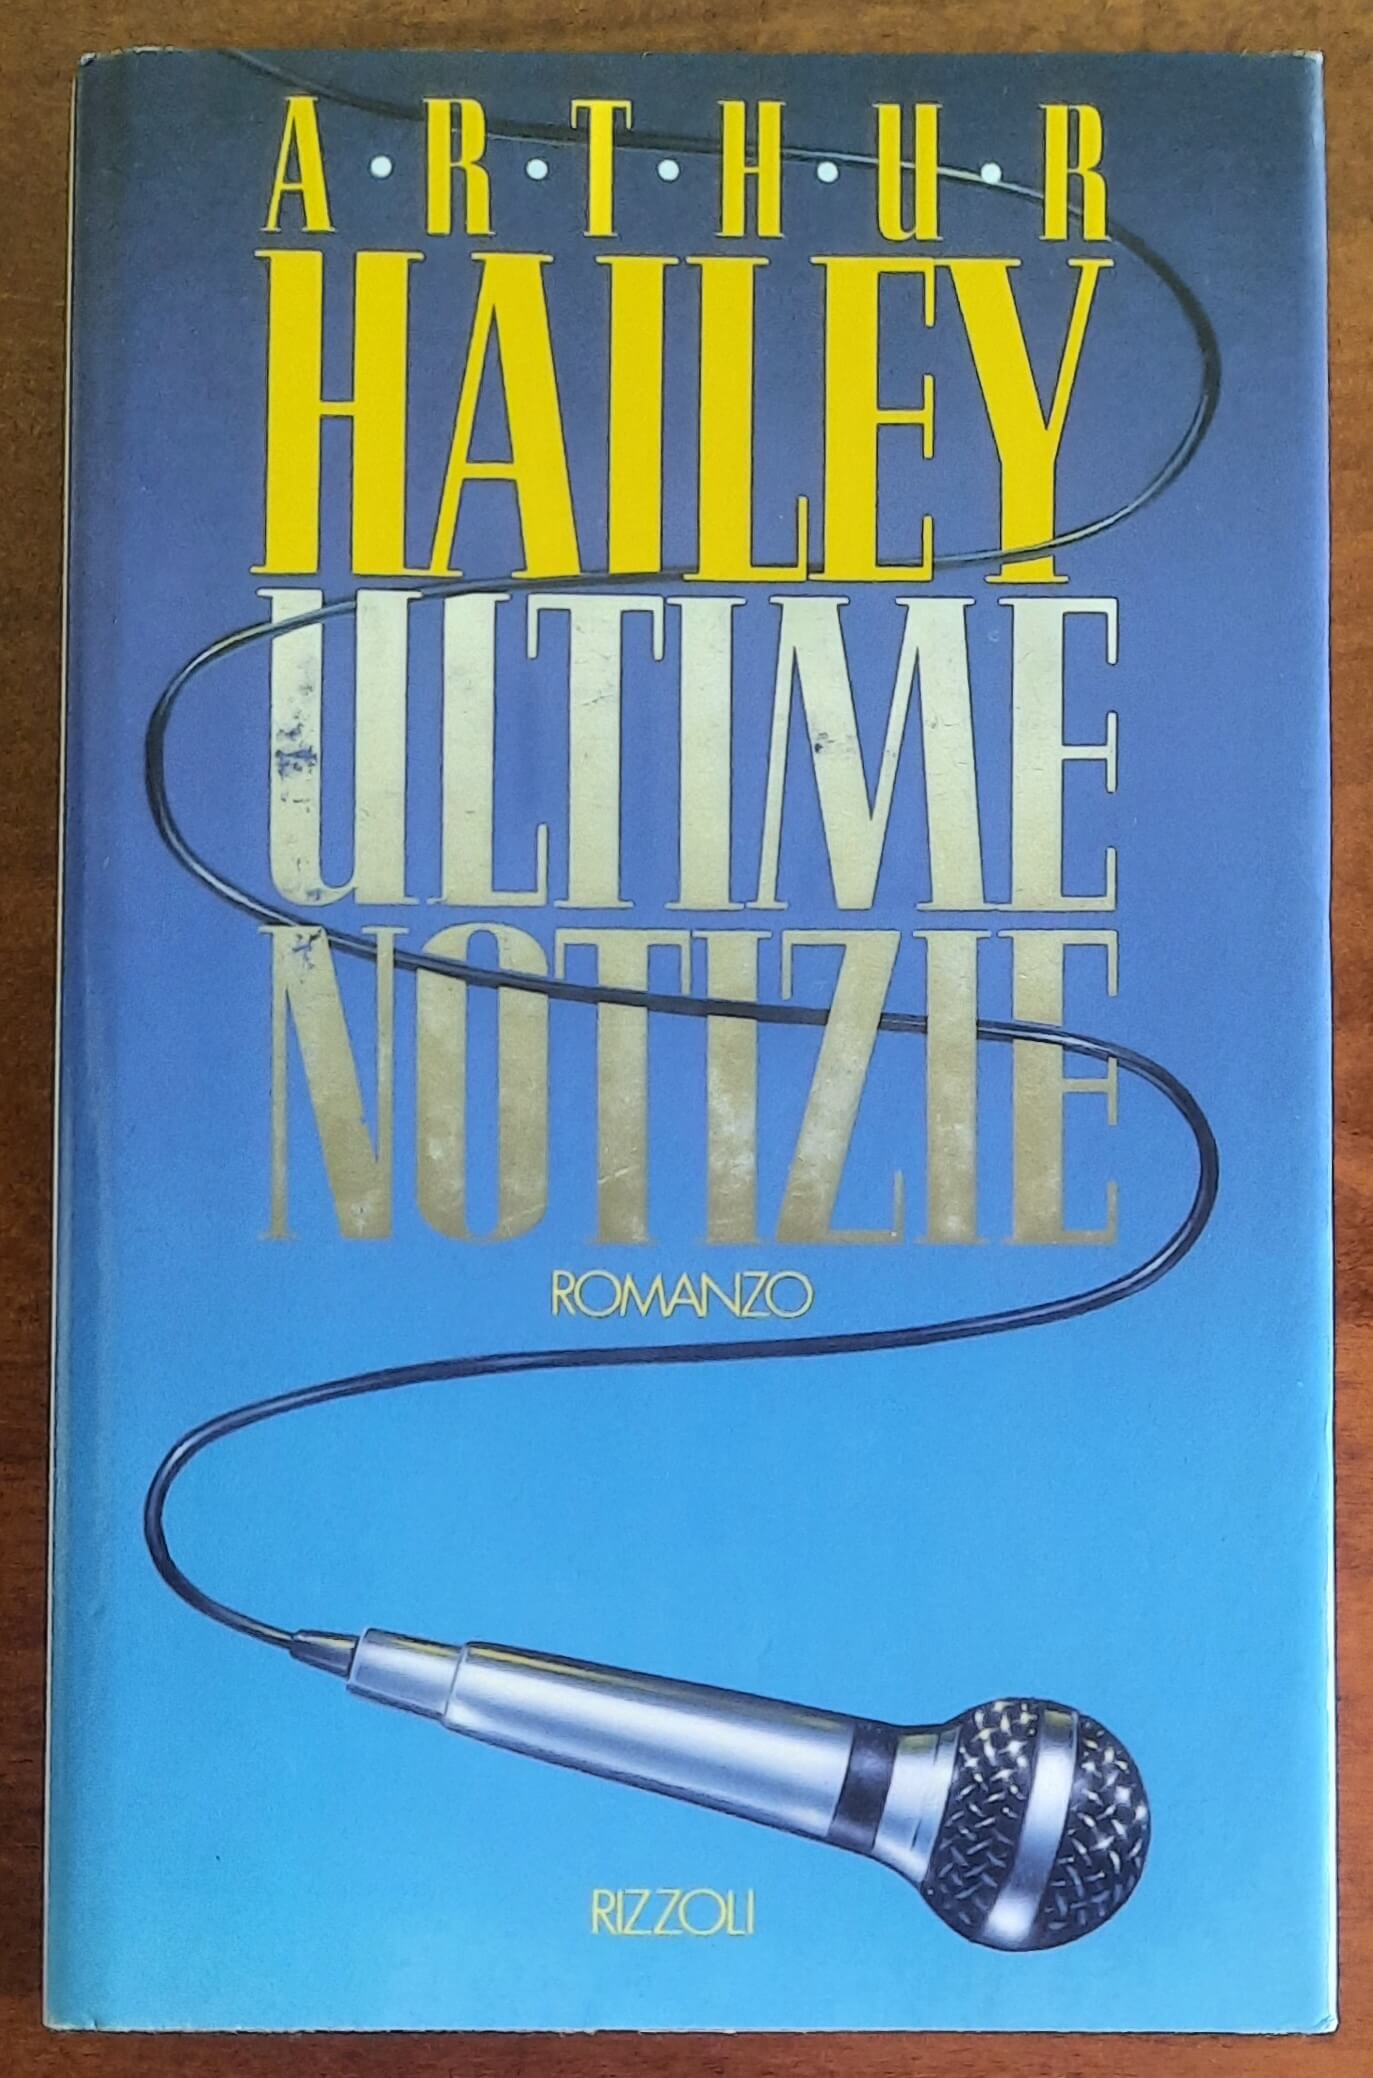 A·R·T·H·U·R
HAILEY
ULTIME
NOTIZIE
ROMANZO
RIZZOLI